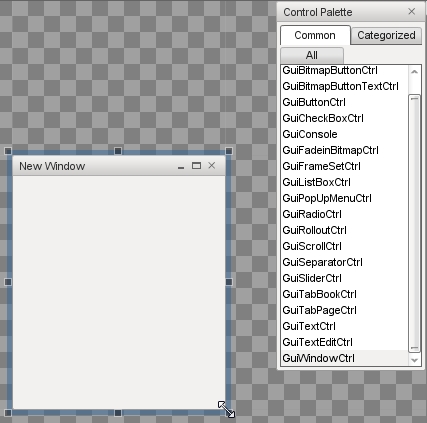 Control Palette
Common
Categorized
All
GuiBitmapButtonCtrl
GuiBitmapButtonTextCtrl
GuiButtonCtrl
GuiCheckBoxCtrl
GuiConsole
GuiFadeinBitmapCtrl
GuiFrameSetCtrl
GuiListBoxCtrl
GuiPopUpMenuCtrl
GuiRadioCtrl
GuiRolloutCtrl
GuiScrollCtrl
GuiSeparatorCtrl
GuiSliderCtrl
GuiTabBookCtrl
GuiTabPageCtrl
GuiTextCtrl
GuiTextEditCtrl
GuiWindowCtrl
New Window